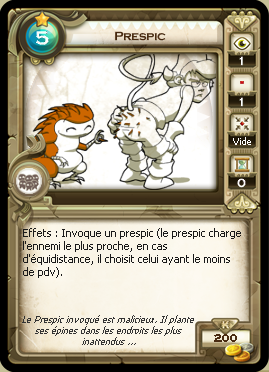 5
Prespic
1
1
Vide
0
Effets : Invoque un prespic (le prespic charge
l'ennemi le plus proche, en cas
d'équidistance, il choisit celui ayant le moins
de pdv).
Le Prespic invoqué est malicieux. Il plante
ses épines dans les endroits les plus
inattendus ...
K
200